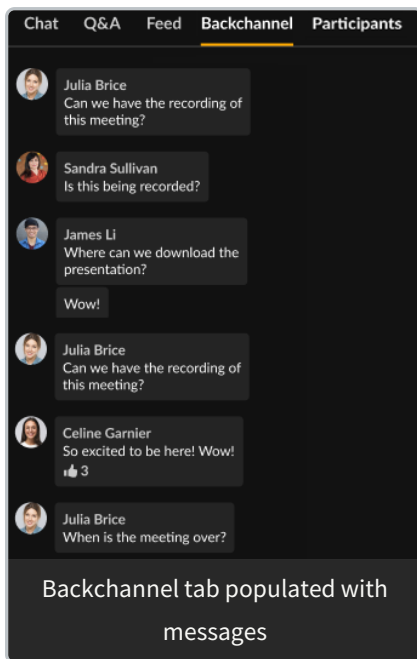 Chat Q&A Feed Backchannel Participants
Julia Brice
Can we have the recording of
this meeting?
Sandra Sullivan
Is this being recorded?
James Li
Where can we download the
presentation?
Wow!
Julia Brice
Can we have the recording of
this meeting?
Celine Garnier
So excited to be here! Wow!
3
Julia Brice
When is the meeting over?
Backchannel tab populated with
messages